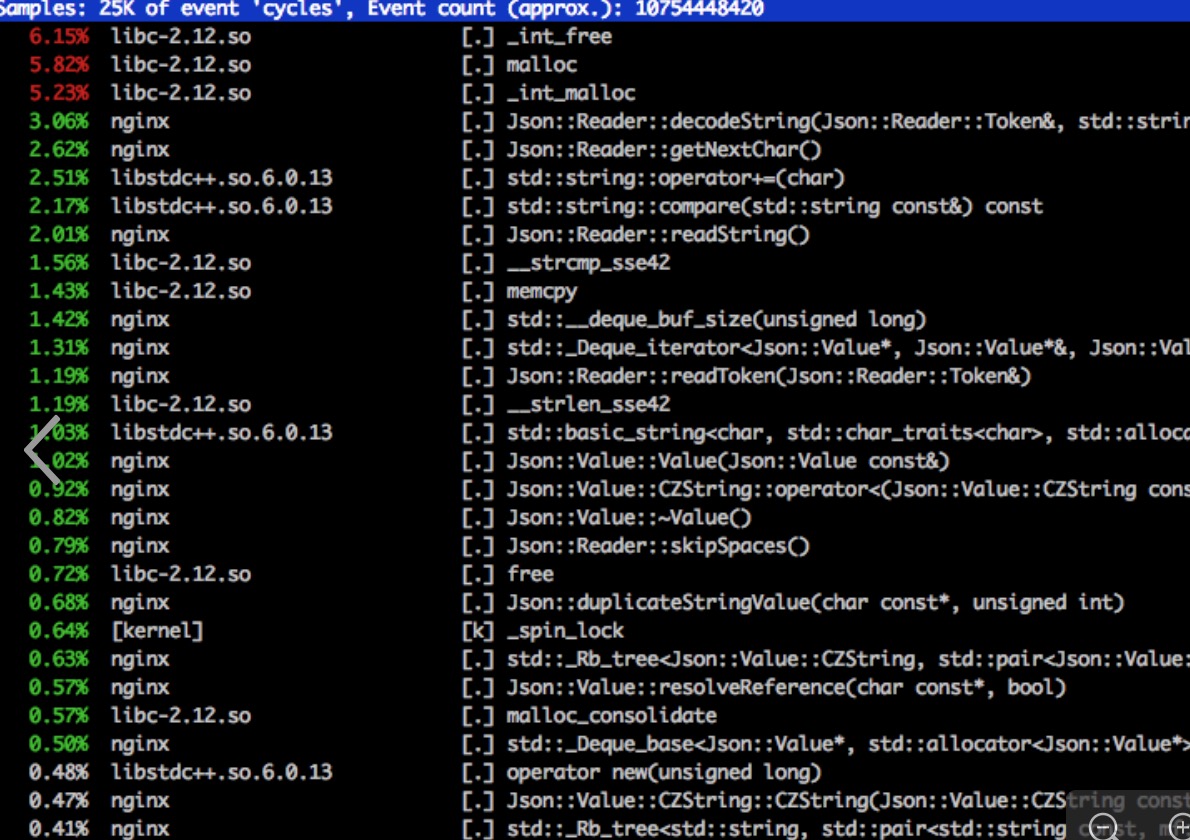 Samples: 25K of event 'cycles', Event count (approx.): 10754448420
6.15% libc-2.12.so [.] _int_free
5.82% libc-2.12.so [.] malloc
5.23% libc-2.12.so [.] _int_malloc
3.06% nginx [.] Json::Reader::decodeString(Json::Reader::Token&, std::strin
2.62% nginx [.] Json::Reader::getNextChar()
2.51% libstdc++.so.6.0.13 [.] std::string::operator+=(char)
2.17% libstdc++.so.6.0.13 [.] std::string::compare(std::string const&) const
2.01% nginx [.] Json::Reader::readString()
1.56% libc-2.12.so [.] __strcmp_sse42
1.43% libc-2.12.so [.] memcpy
1.42% nginx [.] std::__deque_buf_size(unsigned long)
1.31% nginx [.] std::_Deque_iterator<Json::Value*, Json::Value*&, Json::Val
1.19% nginx [.] Json::Reader::readToken(Json::Reader::Token&)
1.19% libc-2.12.so [.] __strlen_sse42
1.03% libstdc++.so.6.0.13 [.] std::basic_string<char, std::char_traits<char>, std::alloca
1.02% nginx [.] Json::Value::Value(Json::Value const&)
0.92% nginx [.] Json::Value::CZString::operator<(Json::Value::CZString cons
0.82% nginx [.] Json::Value::~Value()
0.79% nginx [.] Json::Reader::skipSpaces()
0.72% libc-2.12.so [.] free
0.68% nginx [.] Json::duplicateStringValue(char const*, unsigned int)
0.64% [kernel] [k] _spin_lock
0.63% nginx [.] std::_Rb_tree<Json::Value::CZString, std::pair<Json::Value:
0.57% nginx [.] Json::Value::resolveReference(char const*, bool)
0.57% libc-2.12.so [.] malloc_consolidate
0.50% nginx [.] std::_Deque_base<Json::Value*, std::allocator<Json::Value*>
0.48% libstdc++.so.6.0.13 [.] operator new(unsigned long)
0.47% nginx [.] Json::Value::CZString::CZString(Json::Value::CZString const
0.41% nginx [.] std::_Rb_tree<std::string, std::pair<std::string const,